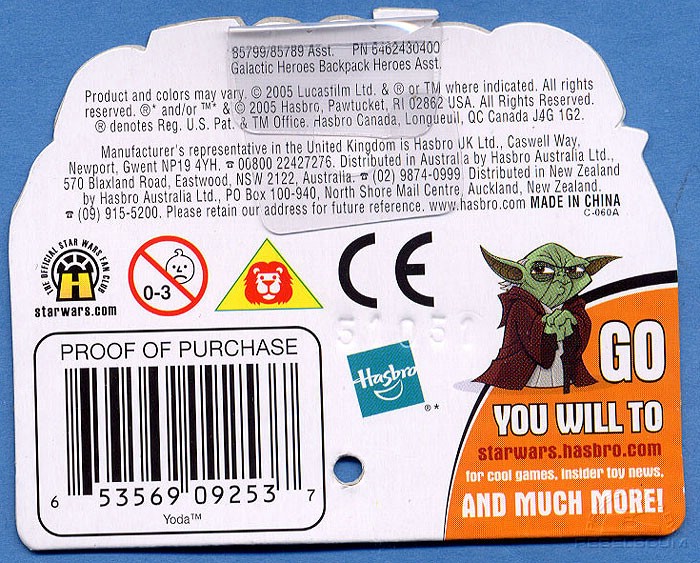 85799/85789 Asst. PN 6462430400
Galactic Heroes Backpack Heroes Asst.
Product and colors may vary. © 2005 Lucasfilm Ltd. & ® or TM where indicated. All rights
reserved. ®* and/or ™* & © 2005 Hasbro, Pawtucket, RI 02862 USA. All Rights Reserved.
® denotes Reg. U.S. Pat. & TM Office. Hasbro Canada, Longueuil, QC Canada J4G 1G2.
Manufacturer's representative in the United Kingdom is Hasbro UK Ltd., Caswell Way,
Newport, Gwent NP19 4YH. ☎ 00800 22427276. Distributed in Australia by Hasbro Australia Ltd.,
570 Blaxland Road, Eastwood, NSW 2122, Australia. ☎ (02) 9874-0999 Distributed in New Zealand
by Hasbro Australia Ltd., PO Box 100-940, North Shore Mail Centre, Auckland, New Zealand.
☎ (09) 915-5200. Please retain our address for future reference. www.hasbro.com MADE IN CHINA
C-060A
THE OFFICIAL STAR WARS FAN CLUB
H
starwars.com
0-3
CE
Hasbro
®*
PROOF OF PURCHASE
6 53569 09253 7
Yoda™
GO
YOU WILL TO
starwars.hasbro.com
for cool games, insider toy news,
AND MUCH MORE!
REBELSCUM